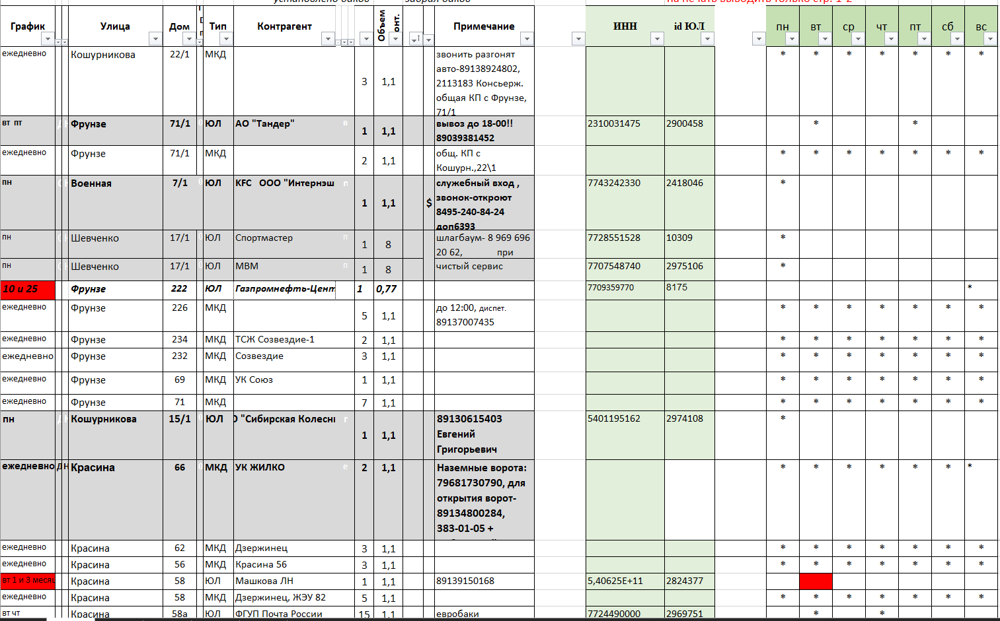 установлено баков забрал баков на печать выводить только стр. 1-2
График Улица Дом Тип Контрагент Объем конт. Примечание ИНН id ЮЛ пн вт ср чт пт сб вс
ежедневно Кошурникова 22/1 МКД 3 1,1 звонить разгонят * * * * * * *
авто-89138924802,
2113183 Консьерж.
общая КП с Фрунзе,
71/1
вт пт Фрунзе 71/1 ЮЛ АО "Тандер" в 1 1,1 вывоз до 18-00!! 2310031475 2900458 * *
89039381452
ежедневно Фрунзе 71/1 МКД 2 1,1 общ. КП с * * * * * * *
Кошурн.,22\1
пн Военная 7/1 ЮЛ KFC ООО "Интернэш п 1 1,1 $ служебный вход , 7743242330 2418046 *
звонок-откроют
8495-240-84-24
доп6393
пн Шевченко 17/1 ЮЛ Спортмастер п 1 8 шлагбаум- 8 969 696 7728551528 10309 *
20 62, при
пн Шевченко 17/1 ЮЛ МВМ п 1 8 чистый сервис 7707548740 2975106 *
10 и 25 Фрунзе 222 ЮЛ Газпромнефть-Цент 1 0,77 7709359770 8175 *
ежедневно Фрунзе 226 МКД 5 1,1 до 12:00, диспет. * * * * * * *
89137007435
ежедневно Фрунзе 234 МКД ТСЖ Созвездие-1 2 1,1 * * * * * * *
ежедневно Фрунзе 232 МКД Созвездие 3 1,1 * * * * * * *
ежедневно Фрунзе 69 МКД УК Союз 1 1,1 * * * * * * *
ежедневно Фрунзе 71 МКД 7 1,1 * * * * * * *
пн Кошурникова 15/1 ЮЛ О "Сибирская Колесн г 1 1,1 89130615403 5401195162 2974108 *
Евгений
Григорьевич
ежедневно Д Н Красина 66 МКД УК ЖИЛКО е 2 1,1 Наземные ворота: * * * * * * *
79681730790, для
открытия ворот-
89134800284,
383-01-05 +
ежедневно Красина 62 МКД Дзержинец 3 1,1 * * * * * * *
ежедневно Красина 56 МКД Красина 56 3 1,1 * * * * * * *
вт 1 и 3 месяц Красина 58 ЮЛ Машкова ЛН 1 1,1 89139150168 5,40625E+11 2824377
ежедневно Красина 58 МКД Дзержинец, ЖЭУ 82 5 1,1 * * * * * * *
вт чт Красина 58а ЮЛ ФГУП Почта России 15 1,1 евробаки 7724490000 2969751 * *